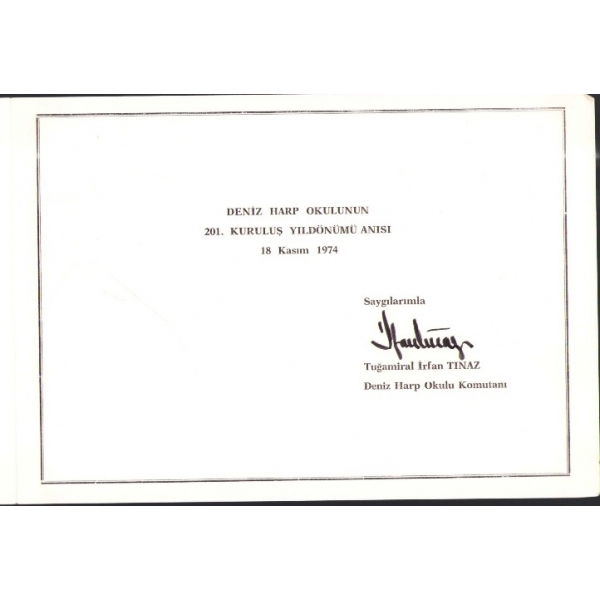 DENİZ HARP OKULUNUN
201. KURULUŞ YILDÖNÜMÜ ANISI
18 Kasım 1974
Saygılarımla
Tuğamiral İrfan TINAZ
Deniz Harp Okulu Komutanı